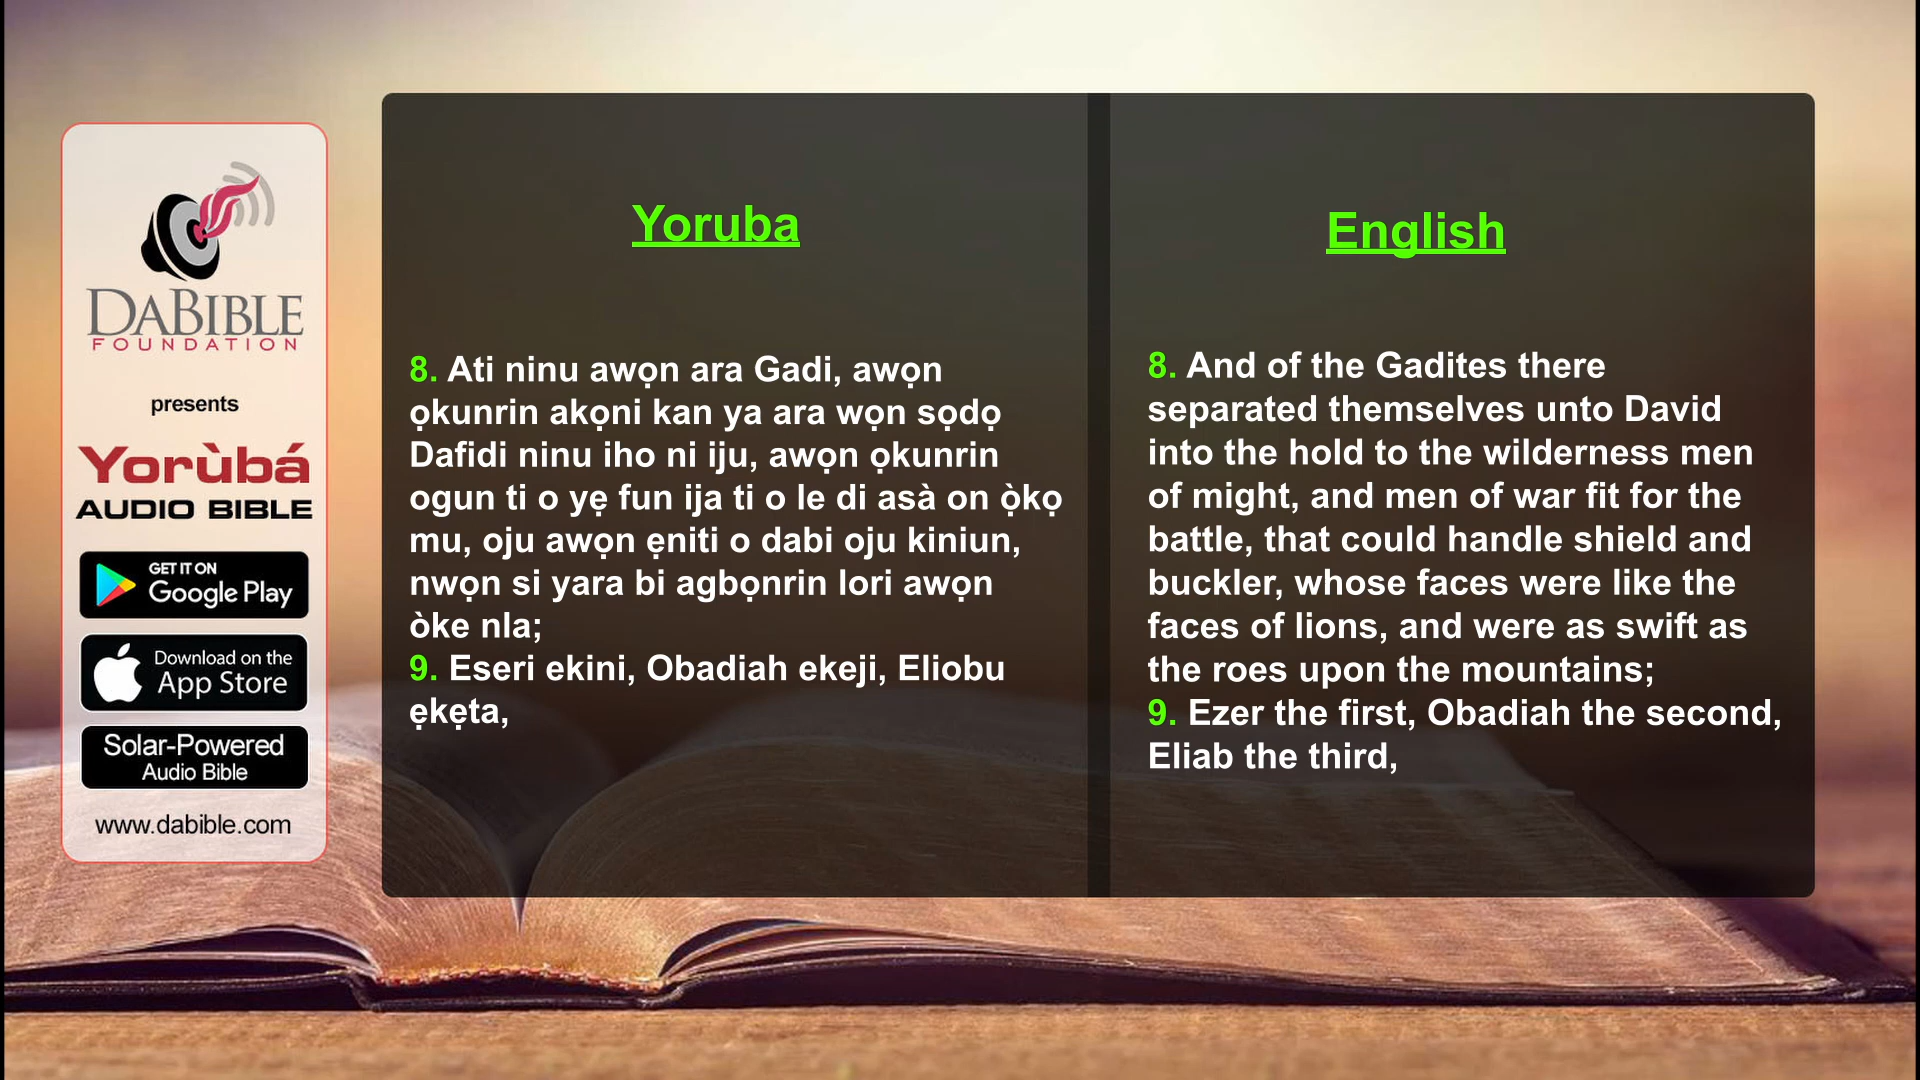 DABIBLE
FOUNDATION
presents
Yorùbá
AUDIO BIBLE
GET IT ON
Google Play
Download on the
App Store
Solar-Powered
Audio Bible
www.dabible.com
Yoruba
8. Ati ninu awọn ara Gadi, awọn
ọkunrin akọni kan ya ara wọn sọdọ
Dafidi ninu iho ni iju, awọn ọkunrin
ogun ti o yẹ fun ija ti o le di asà on ọ̀kọ
mu, oju awọn ẹniti o dabi oju kiniun,
nwọn si yara bi agbọnrin lori awọn
òke nla;
9. Eseri ekini, Obadiah ekeji, Eliobu
ẹkẹta,
English
8. And of the Gadites there
separated themselves unto David
into the hold to the wilderness men
of might, and men of war fit for the
battle, that could handle shield and
buckler, whose faces were like the
faces of lions, and were as swift as
the roes upon the mountains;
9. Ezer the first, Obadiah the second,
Eliab the third,